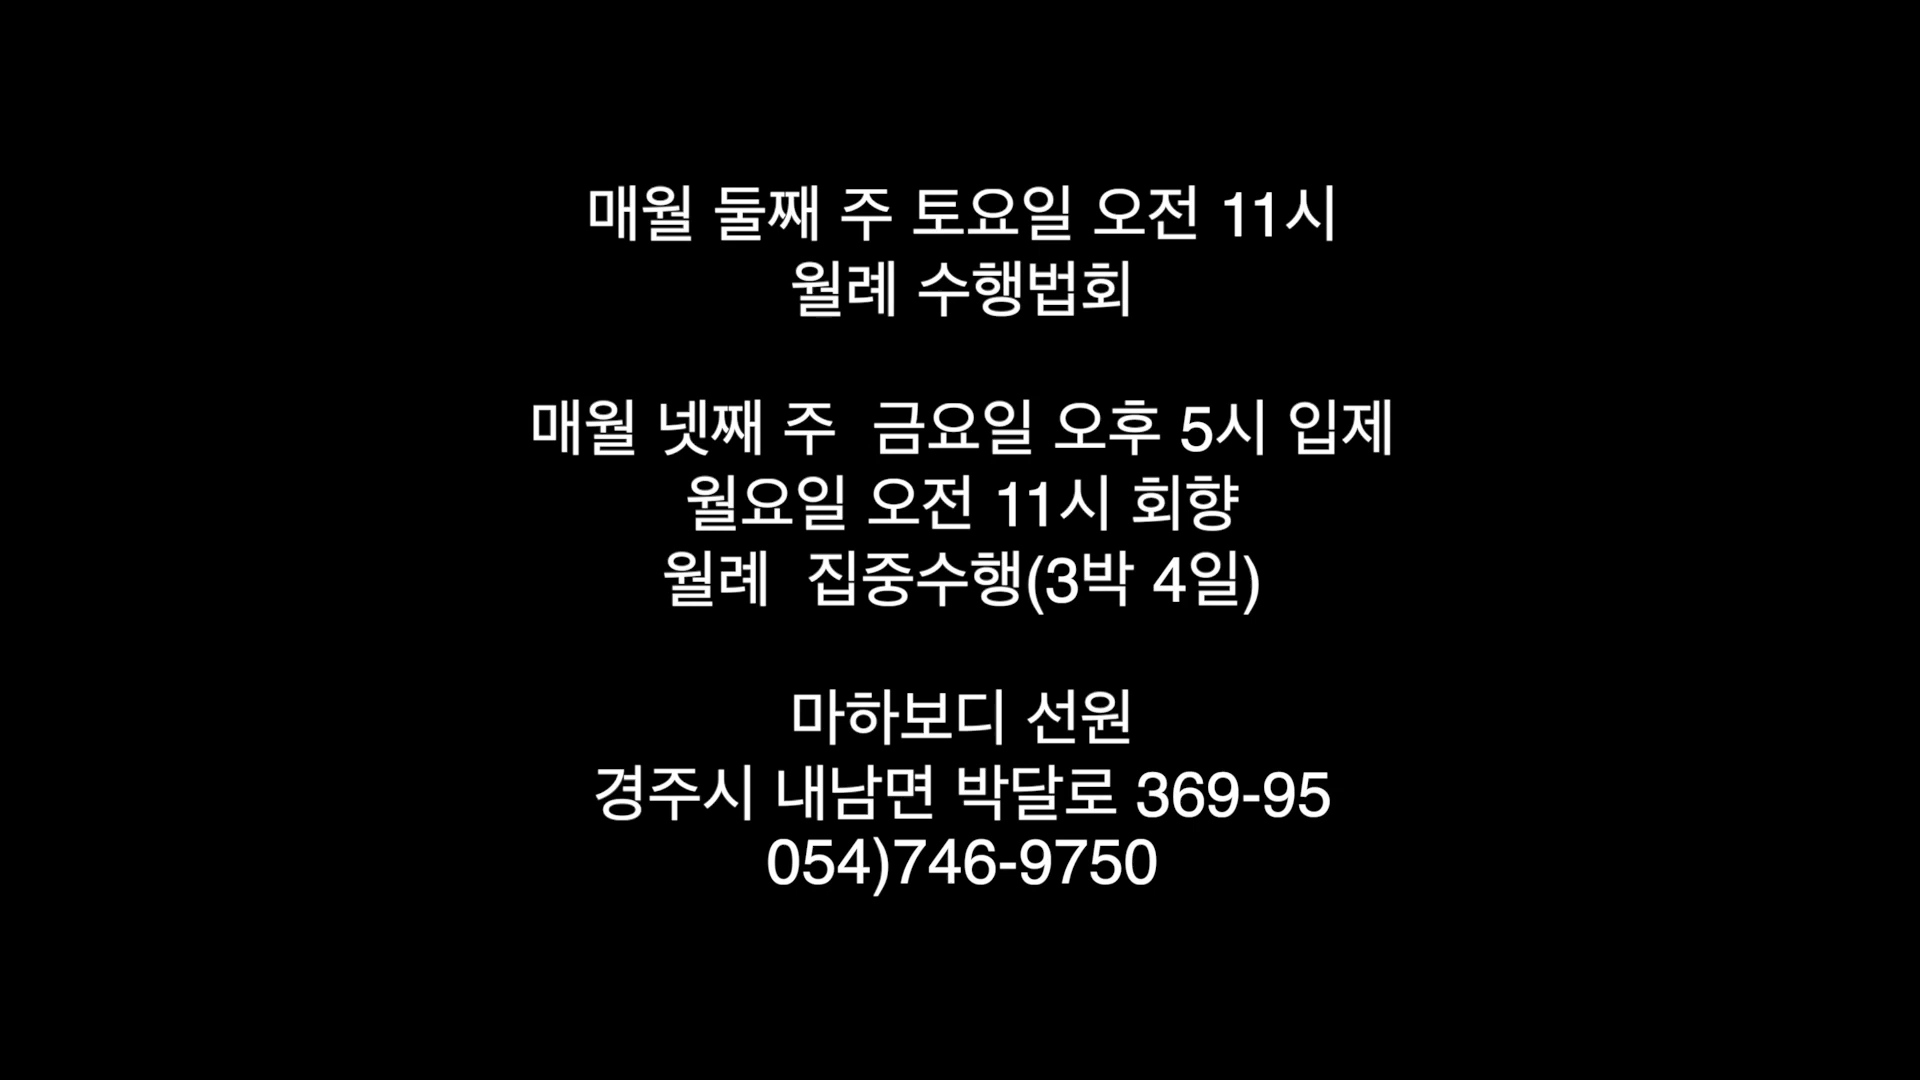 매월 둘째 주 토요일 오전 11시
월례 수행법회
매월 넷째 주 금요일 오후 5시 입제
월요일 오전 11시 회향
월례 집중수행(3박 4일)
마하보디 선원
경주시 내남면 박달로 369-95
054)746-9750